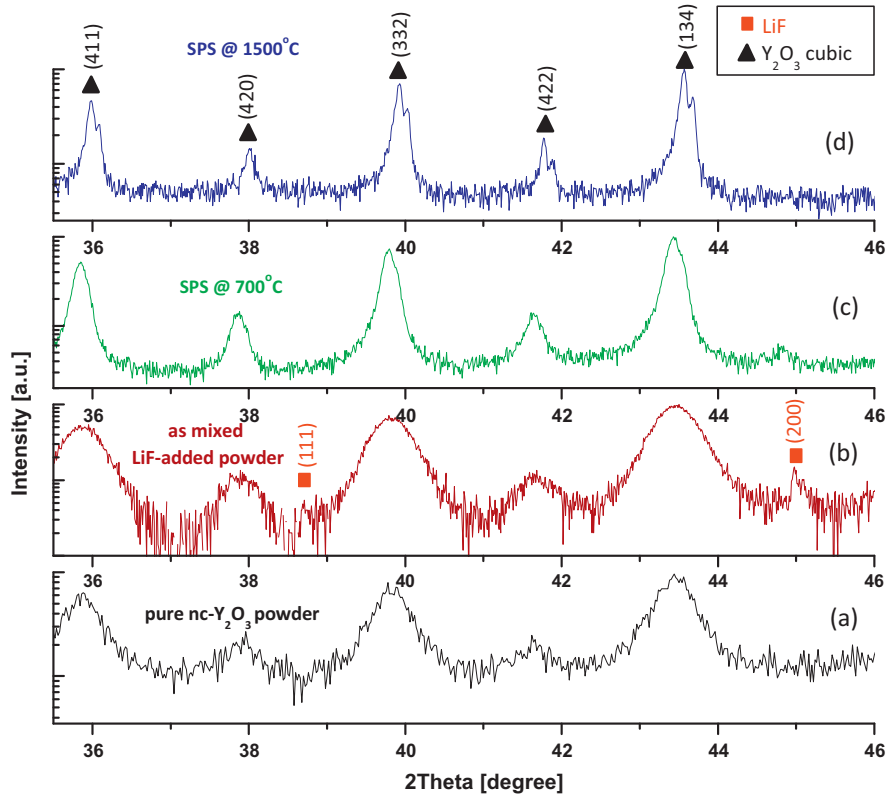 (411)
SPS @ 1500°C
(420)
(332)
(422)
(134)
LiF
Y₂O₃ cubic
(d)
36 38 40 42 44 46
SPS @ 700°C
(c)
36 38 40 42 44 46
as mixed
LiF-added powder
(111)
(200)
(b)
36 38 40 42 44 46
pure nc-Y₂O₃ powder
(a)
36 38 40 42 44 46
Intensity [a.u.]
2Theta [degree]